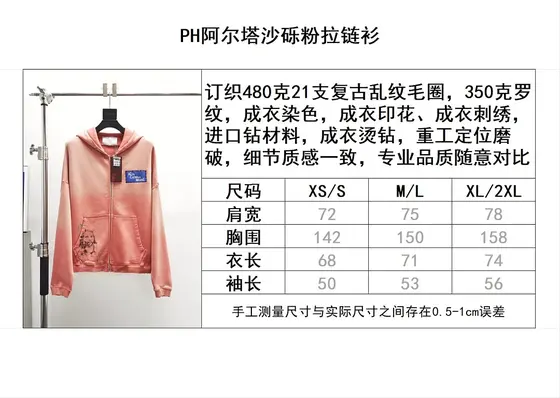 PH阿尔塔沙砾粉拉链衫
订织480克21支复古乱纹毛圈，350克罗
纹，成衣染色，成衣印花、成衣刺绣，
进口钻材料，成衣烫钻，重工定位磨
破，细节质感一致，专业品质随意对比
尺码 XS/S M/L XL/2XL
肩宽 72 75 78
胸围 142 150 158
衣长 68 71 74
袖长 50 53 56
手工测量尺寸与实际尺寸之间存在0.5-1cm误差